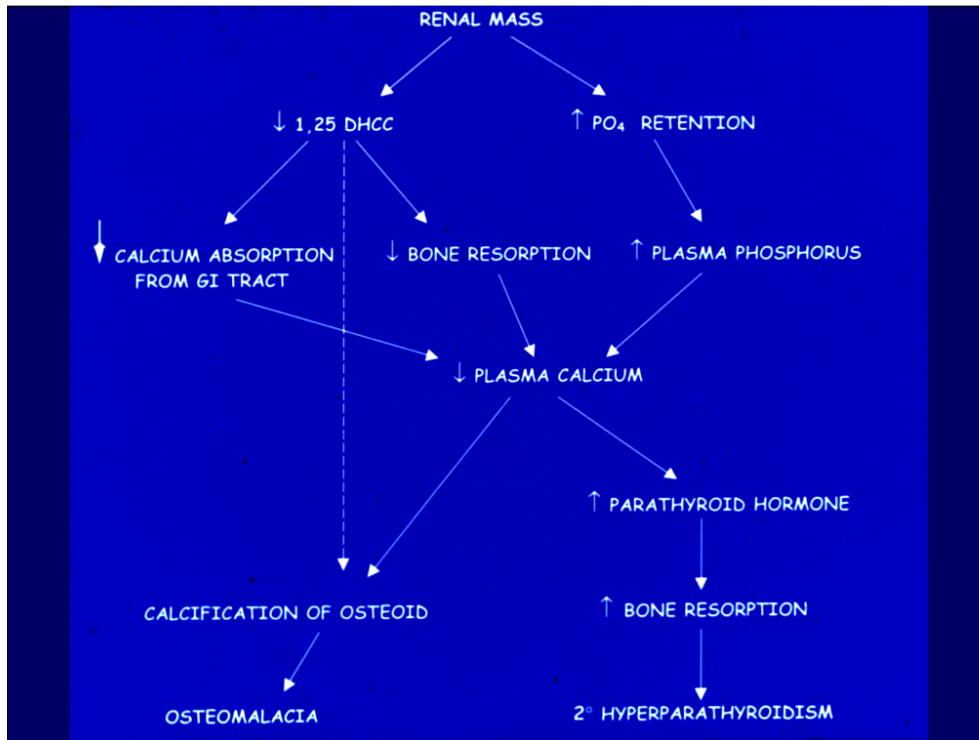 RENAL MASS
↓ 1,25 DHCC
↑ PO₄ RETENTION
↓ CALCIUM ABSORPTION
FROM GI TRACT
↓ BONE RESORPTION
↑ PLASMA PHOSPHORUS
↓ PLASMA CALCIUM
↑ PARATHYROID HORMONE
CALCIFICATION OF OSTEOID
↑ BONE RESORPTION
OSTEOMALACIA
2° HYPERPARATHYROIDISM